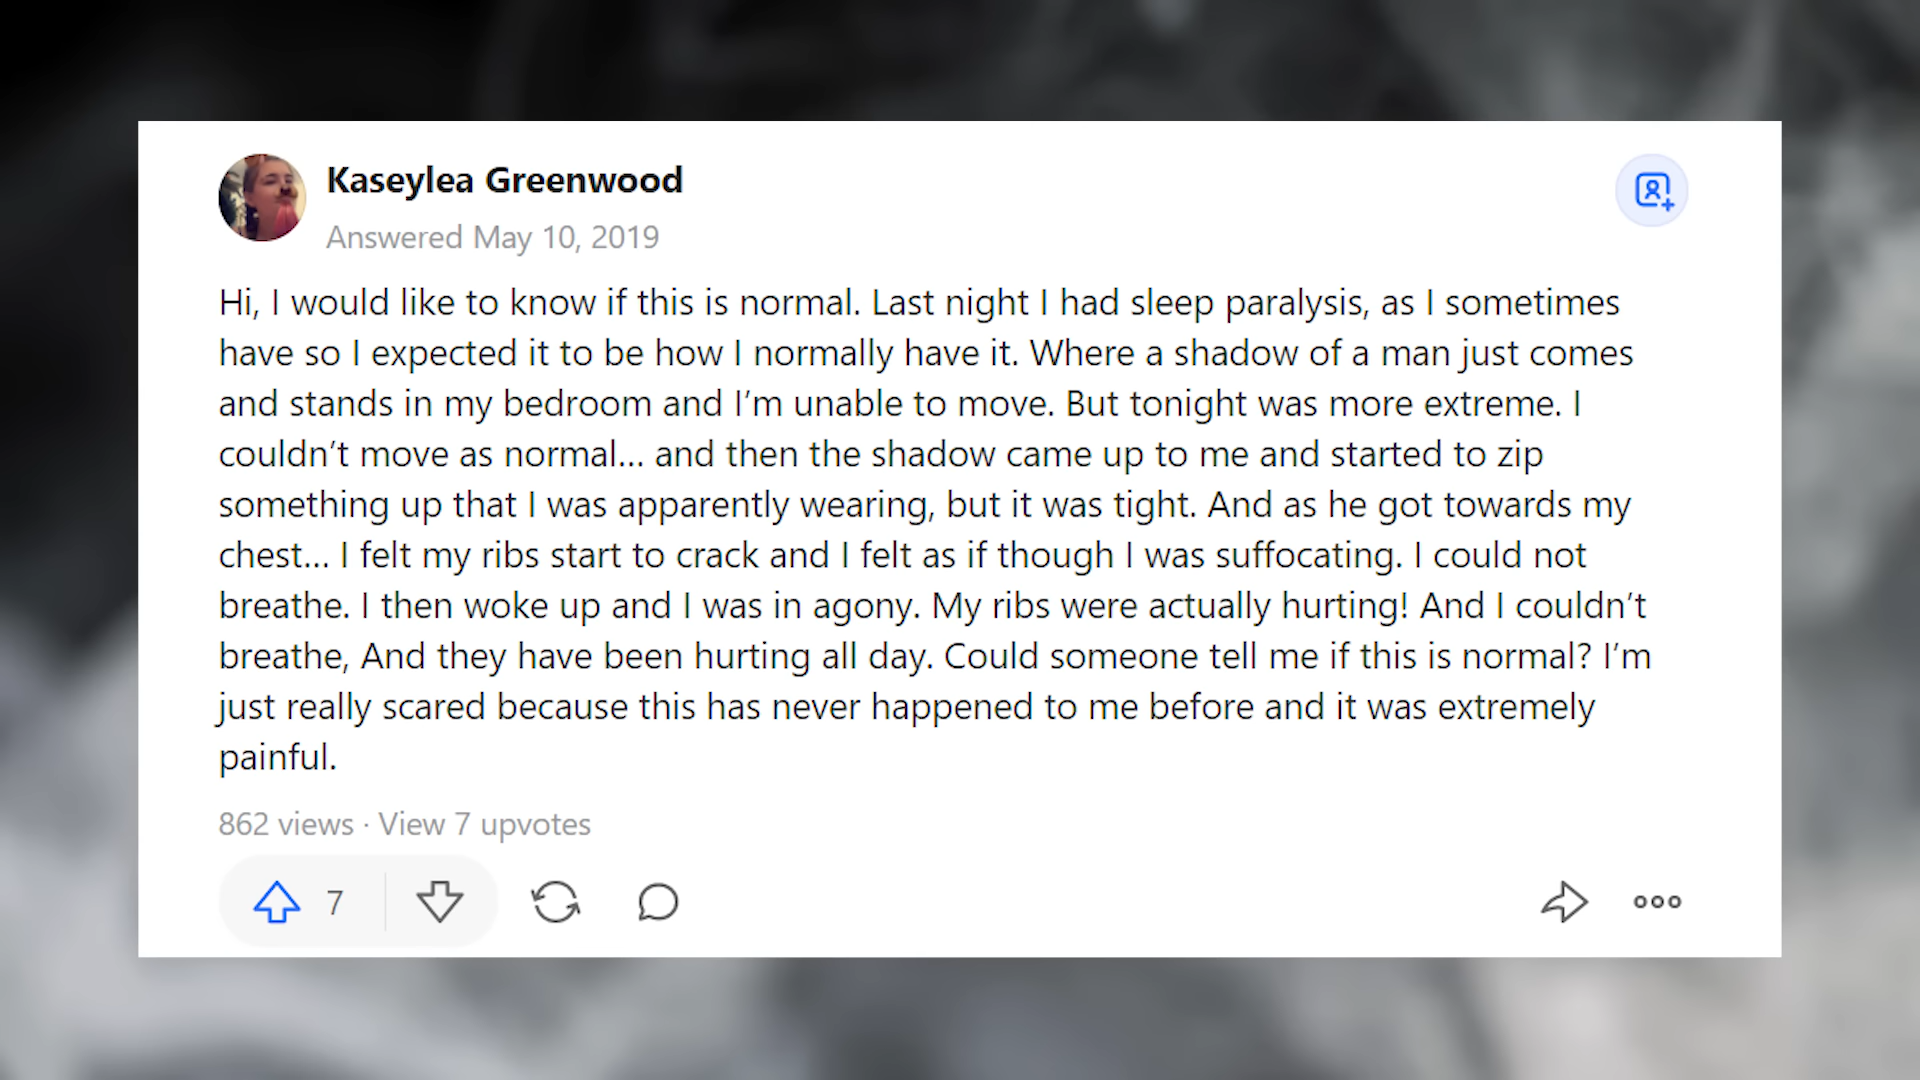 Kaseylea Greenwood
Answered May 10, 2019
Hi, I would like to know if this is normal. Last night I had sleep paralysis, as I sometimes
have so I expected it to be how I normally have it. Where a shadow of a man just comes
and stands in my bedroom and I’m unable to move. But tonight was more extreme. I
couldn’t move as normal... and then the shadow came up to me and started to zip
something up that I was apparently wearing, but it was tight. And as he got towards my
chest... I felt my ribs start to crack and I felt as if though I was suffocating. I could not
breathe. I then woke up and I was in agony. My ribs were actually hurting! And I couldn’t
breathe, And they have been hurting all day. Could someone tell me if this is normal? I’m
just really scared because this has never happened to me before and it was extremely
painful.
862 views · View 7 upvotes
7